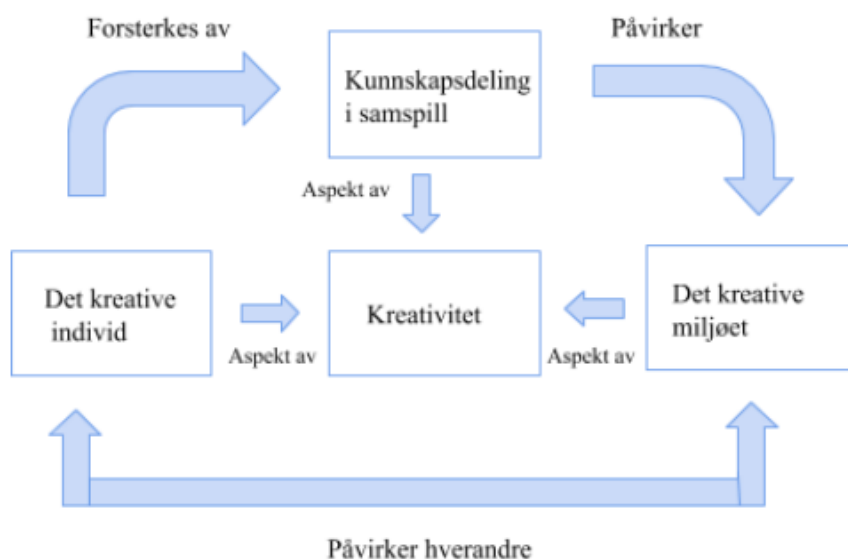 Forsterkes av
Påvirker
Kunnskapsdeling
i samspill
Aspekt av
Det kreative
individ
Kreativitet
Det kreative
miljøet
Aspekt av
Aspekt av
Påvirker hverandre